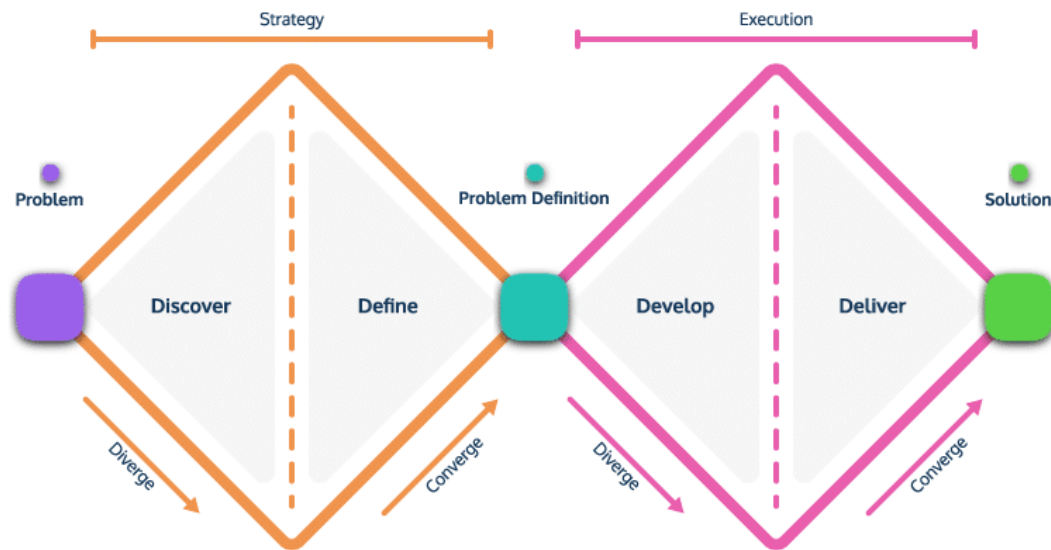 Strategy
Execution
Problem
Problem Definition
Solution
Discover
Define
Develop
Deliver
Diverge
Converge
Diverge
Converge